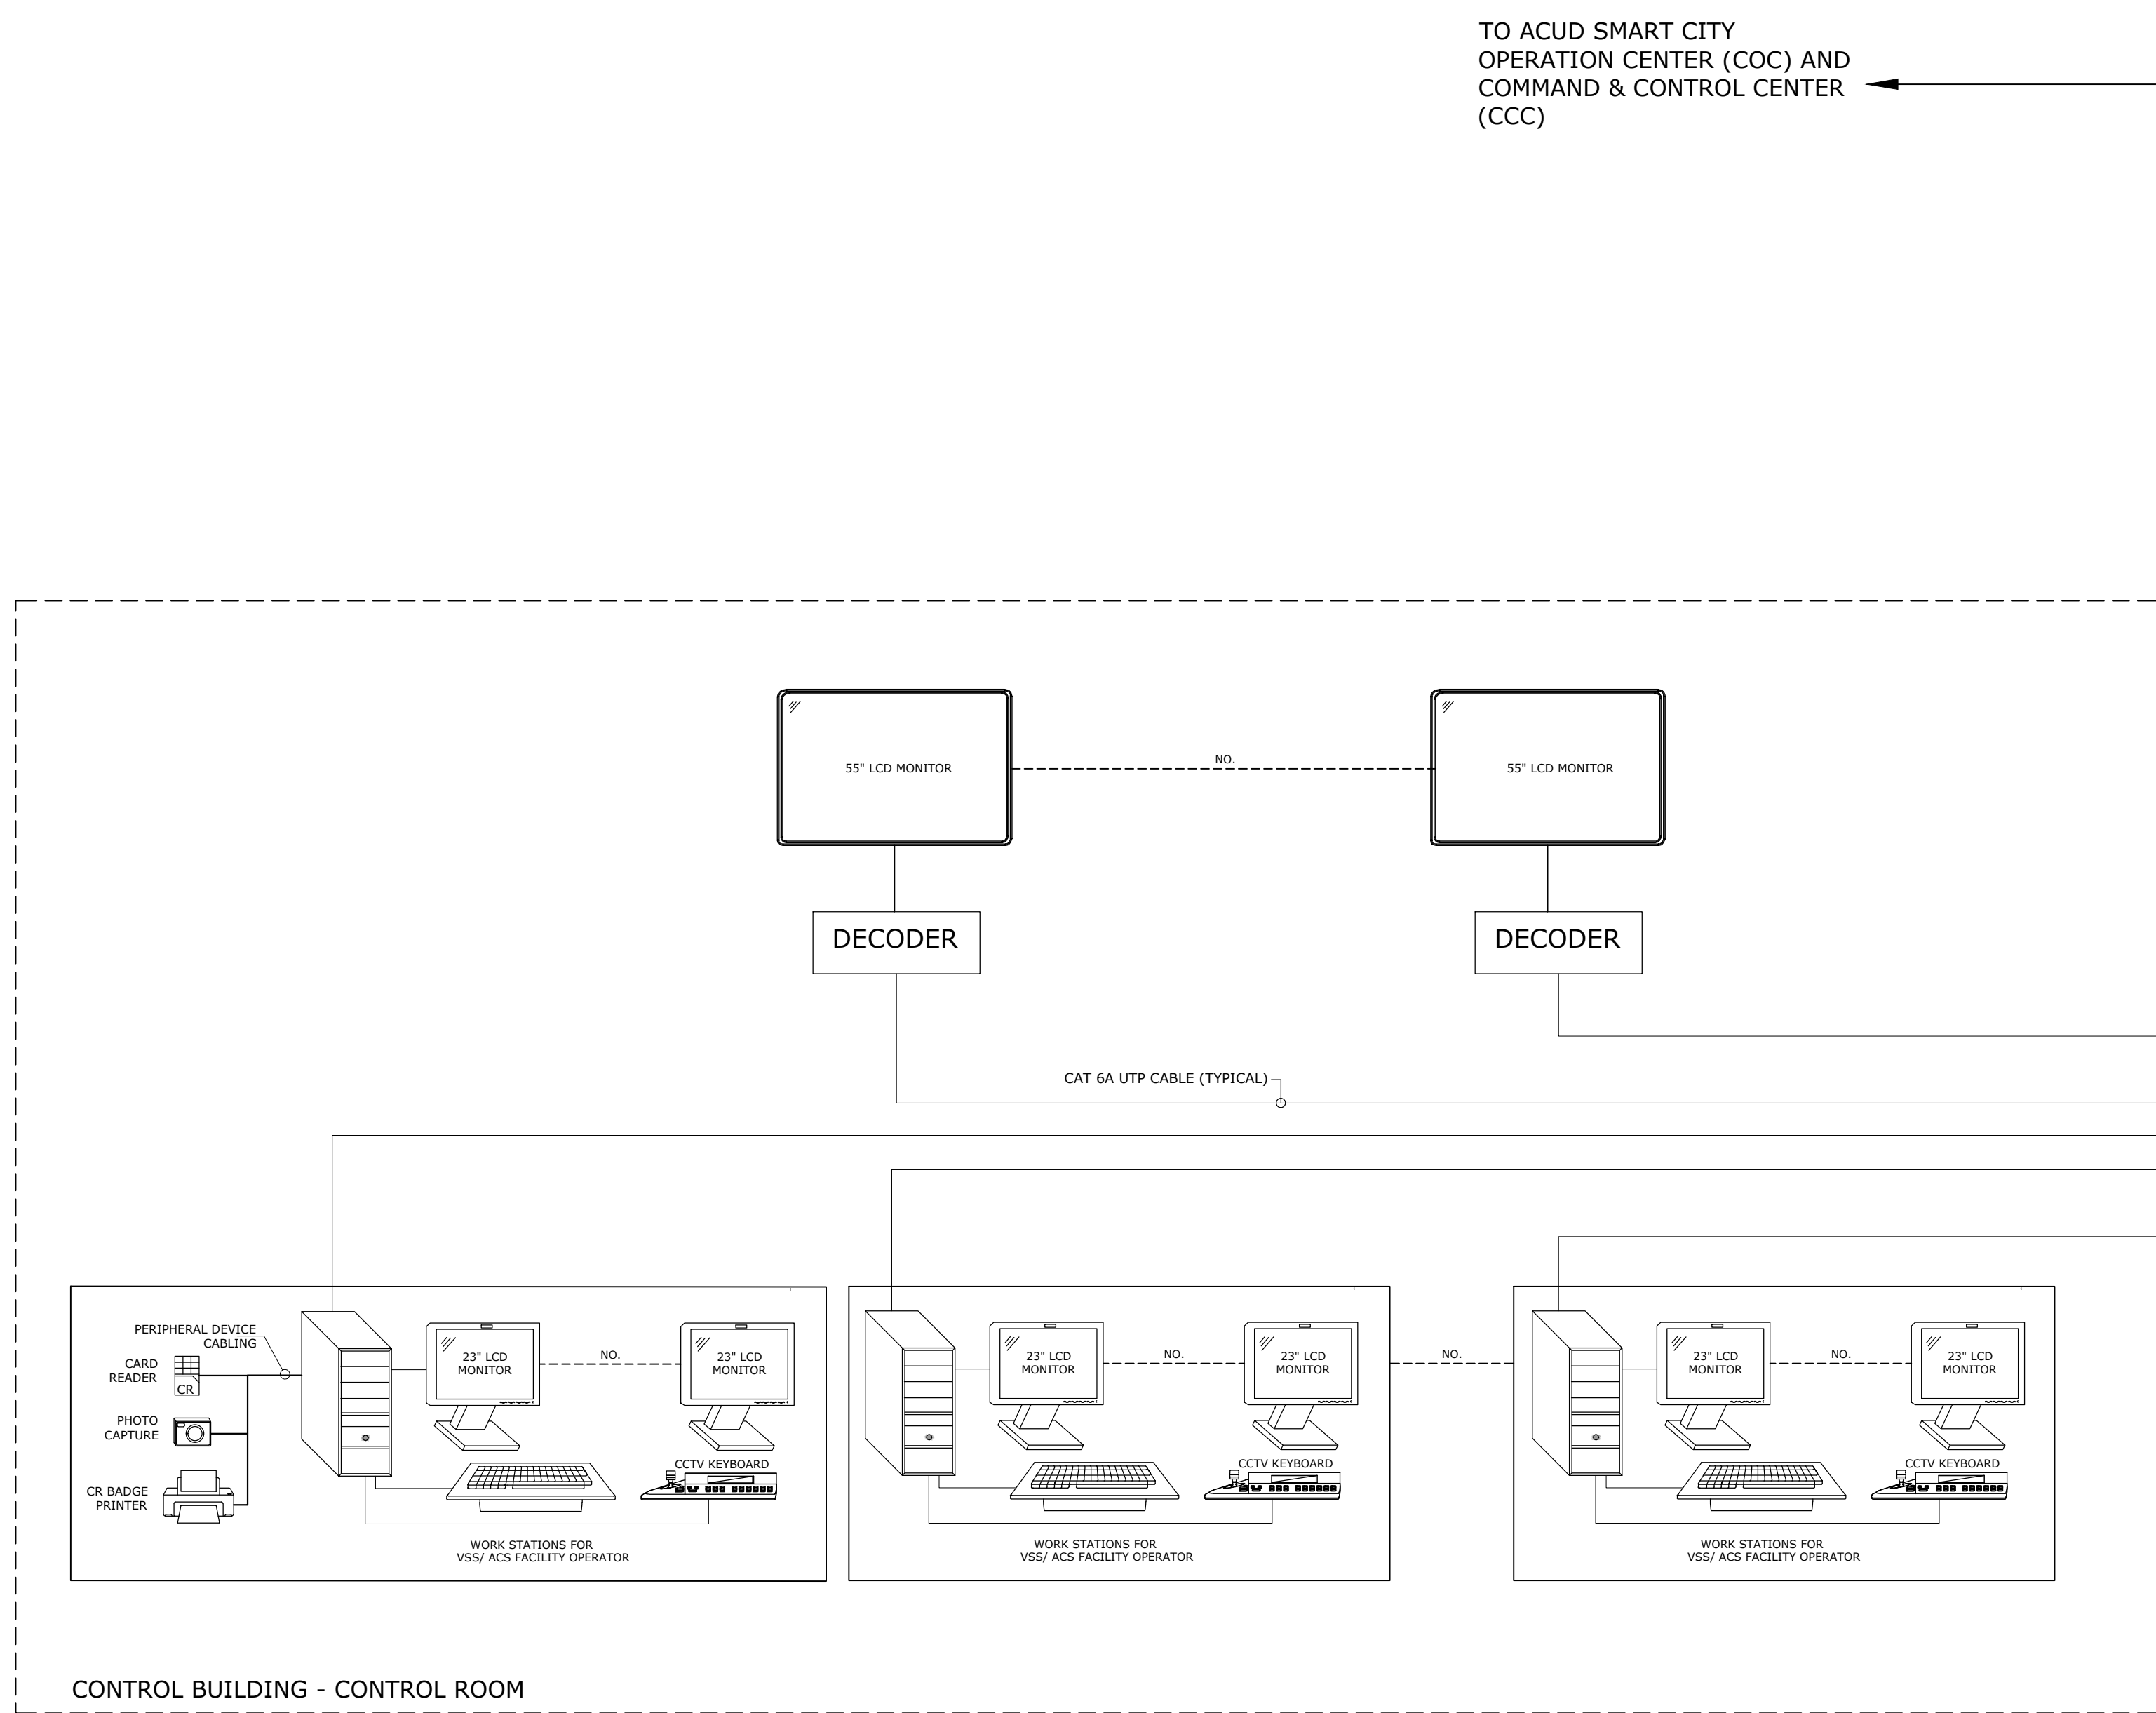 TO ACUD SMART CITY
OPERATION CENTER (COC) AND
COMMAND & CONTROL CENTER
(CCC)
55" LCD MONITOR
NO.
55" LCD MONITOR
DECODER
DECODER
CAT 6A UTP CABLE (TYPICAL)
PERIPHERAL DEVICE
CABLING
CARD
READER
CR
PHOTO
CAPTURE
CR BADGE
PRINTER
23" LCD
MONITOR
NO.
23" LCD
MONITOR
CCTV KEYBOARD
WORK STATIONS FOR
VSS/ ACS FACILITY OPERATOR
23" LCD
MONITOR
NO.
23" LCD
MONITOR
CCTV KEYBOARD
WORK STATIONS FOR
VSS/ ACS FACILITY OPERATOR
NO.
23" LCD
MONITOR
NO.
23" LCD
MONITOR
CCTV KEYBOARD
WORK STATIONS FOR
VSS/ ACS FACILITY OPERATOR
CONTROL BUILDING - CONTROL ROOM